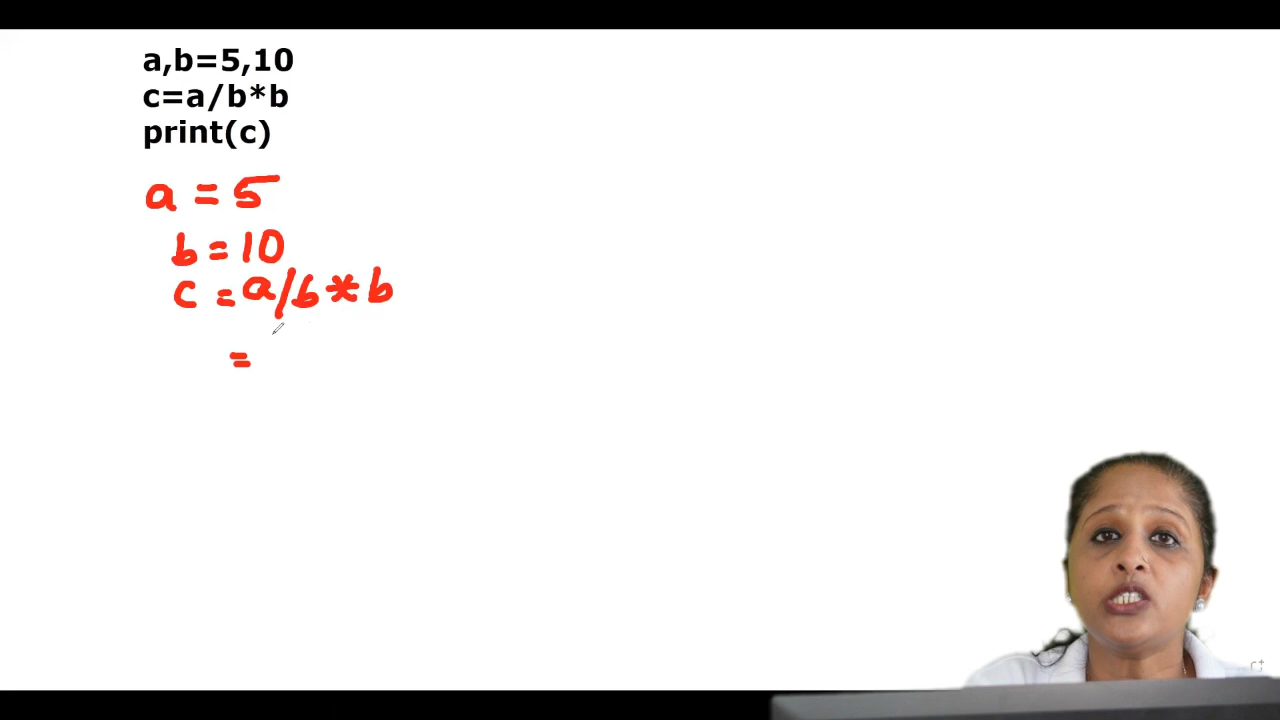 a,b=5,10
c=a/b*b
print(c)
a = 5
b = 10
c = a/b * b
=